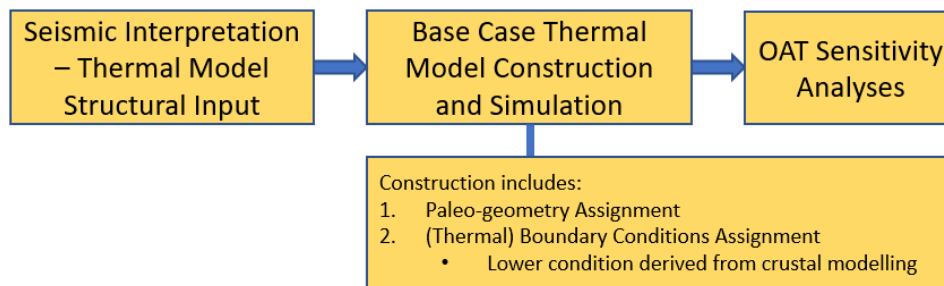 Seismic Interpretation
– Thermal Model
Structural Input
Base Case Thermal
Model Construction
and Simulation
OAT Sensitivity
Analyses
Construction includes:
1. Paleo-geometry Assignment
2. (Thermal) Boundary Conditions Assignment
• Lower condition derived from crustal modelling